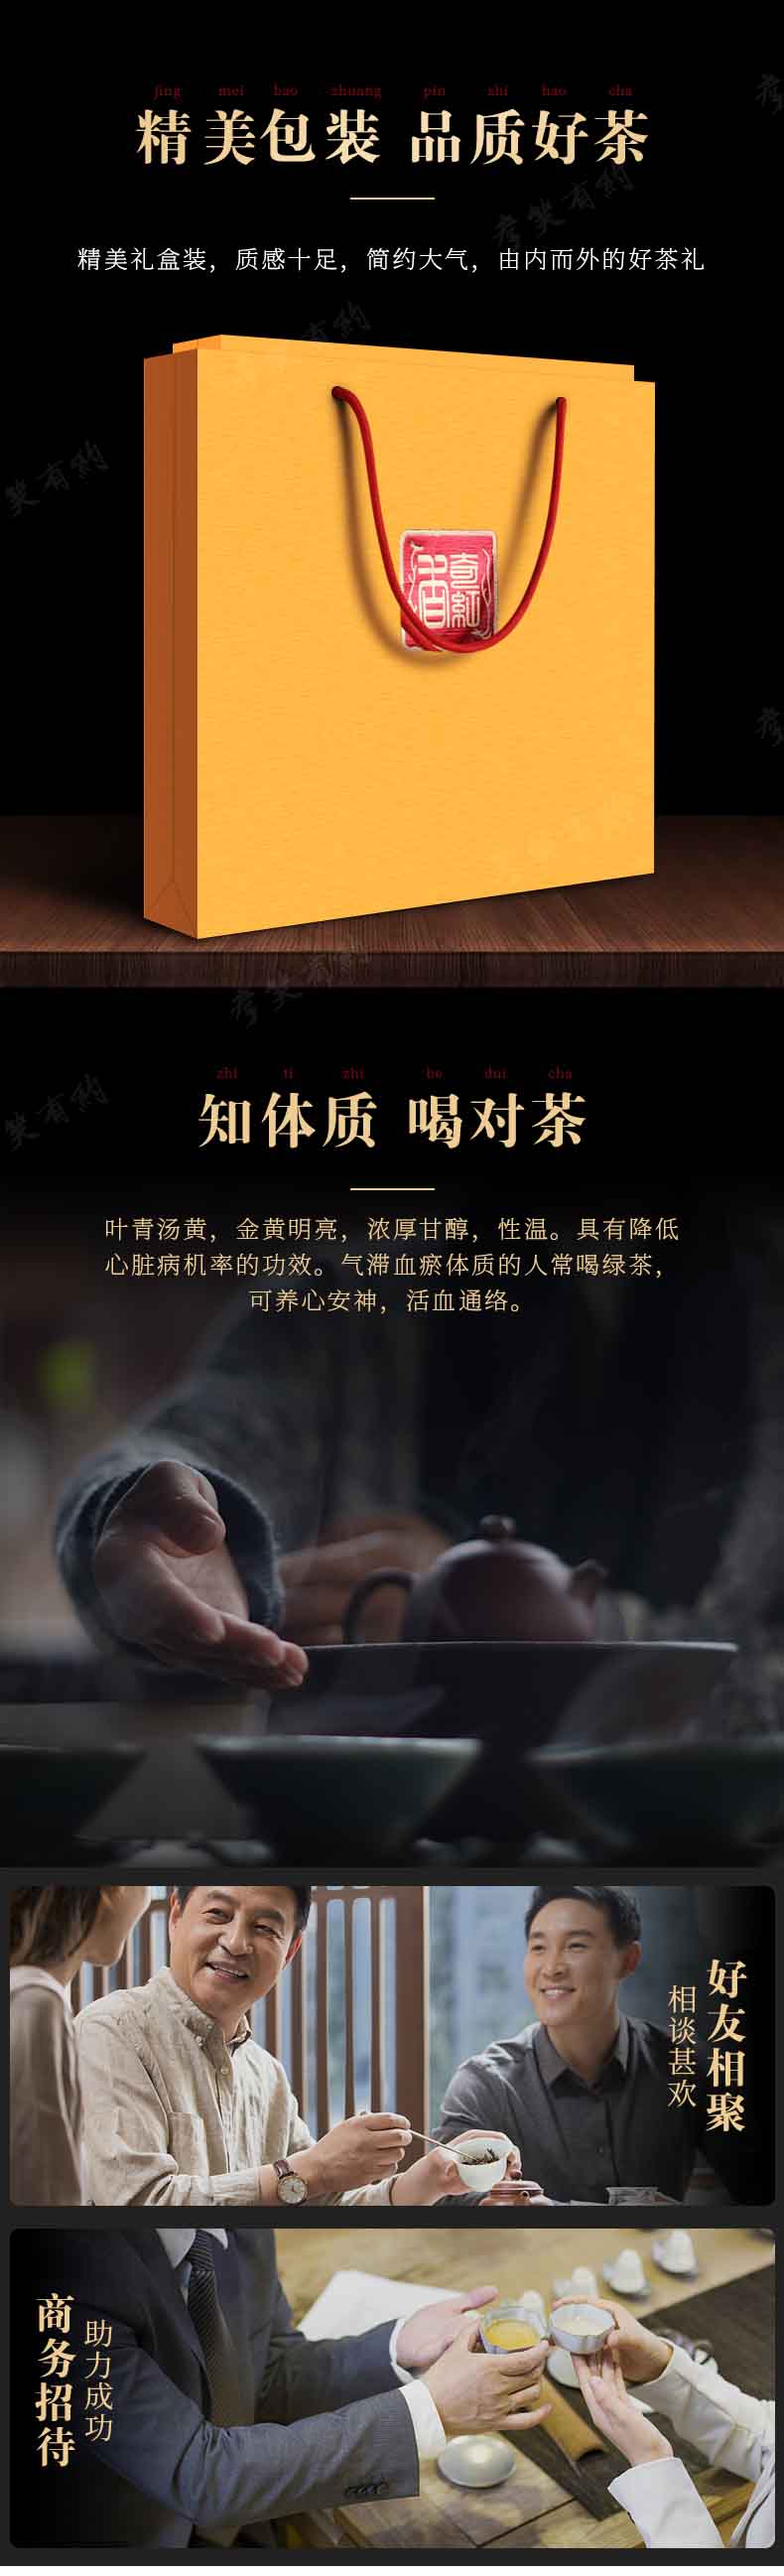 jing mei bao zhuang pin zhi hao cha
精美包装 品质好茶
精美礼盒装，质感十足，简约大气，由内而外的好茶礼
奇红香
zhi ti zhi he dui cha
知体质 喝对茶
叶青汤黄，金黄明亮，浓厚甘醇，性温。具有降低
心脏病机率的功效。气滞血瘀体质的人常喝绿茶，
可养心安神，活血通络。
好友相聚
相谈甚欢
商务招待
助力成功